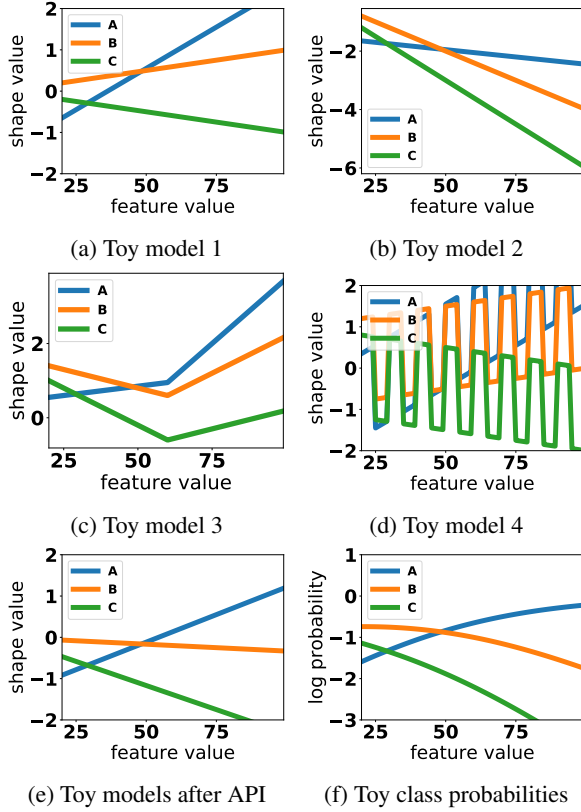 2
1
0
−1
−2
shape value
A
B
C
25
50
75
feature value
(a) Toy model 1
−2
−4
−6
shape value
A
B
C
25
50
75
feature value
(b) Toy model 2
2
0
shape value
A
B
C
25
50
75
feature value
(c) Toy model 3
2
1
0
−1
−2
shape value
A
B
C
25
50
75
feature value
(d) Toy model 4
2
1
0
−1
−2
shape value
A
B
C
25
50
75
feature value
(e) Toy models after API
1
0
−1
−2
−3
log probability
A
B
C
25
50
75
feature value
(f) Toy class probabilities